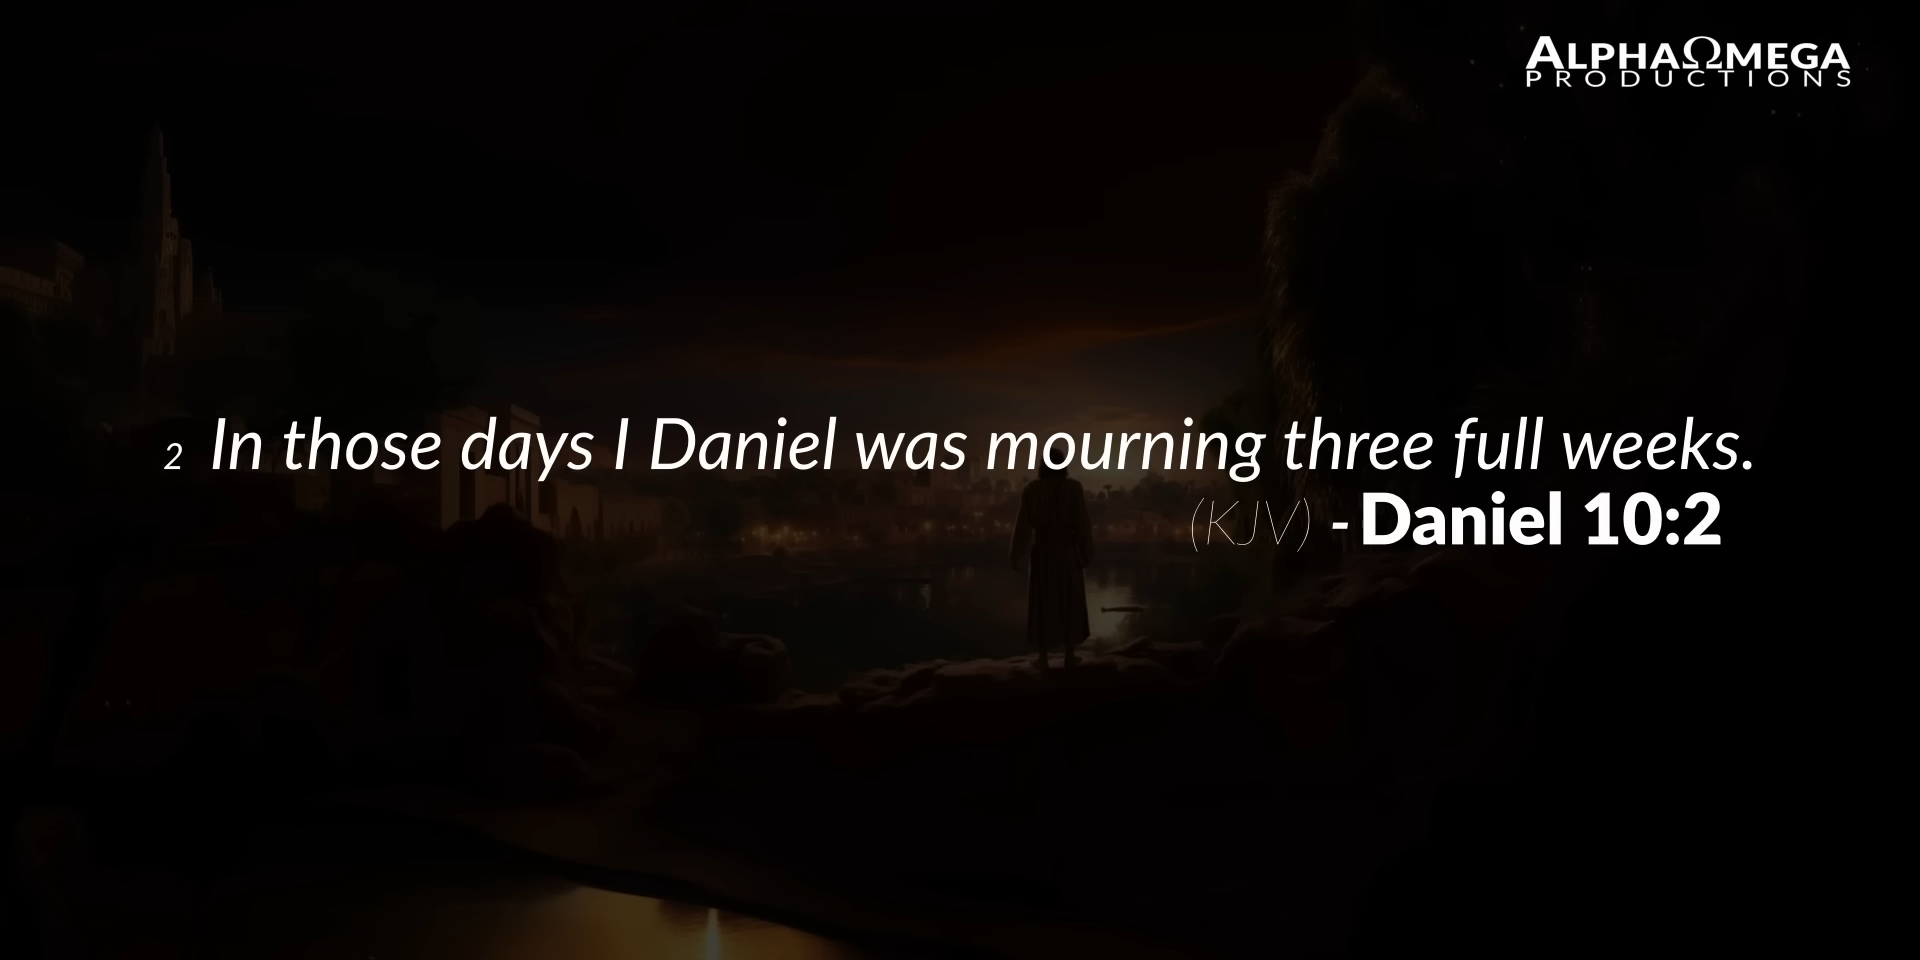 ALPHAΩMEGA
PRODUCTIONS
2 In those days I Daniel was mourning three full weeks.
(KJV) - Daniel 10:2